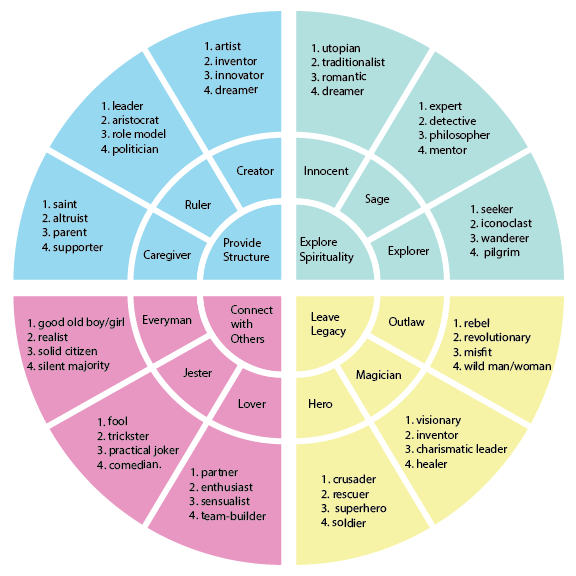 1. artist
2. inventor
3. innovator
4. dreamer
1. utopian
2. traditionalist
3. romantic
4. dreamer
1. leader
2. aristocrat
3. role model
4. politician
1. expert
2. detective
3. philosopher
4. mentor
1. saint
2. altruist
3. parent
4. supporter
1. seeker
2. iconoclast
3. wanderer
4. pilgrim
Creator
Ruler
Caregiver
Provide
Structure
Innocent
Sage
Explorer
Explore
Spirituality
Everyman
Jester
Lover
Connect
with
Others
Leave
Legacy
Outlaw
Magician
Hero
1. good old boy/girl
2. realist
3. solid citizen
4. silent majority
1. rebel
2. revolutionary
3. misfit
4. wild man/woman
1. fool
2. trickster
3. practical joker
4. comedian.
1. visionary
2. inventor
3. charismatic leader
4. healer
1. partner
2. enthusiast
3. sensualist
4. team-builder
1. crusader
2. rescuer
3. superhero
4. soldier